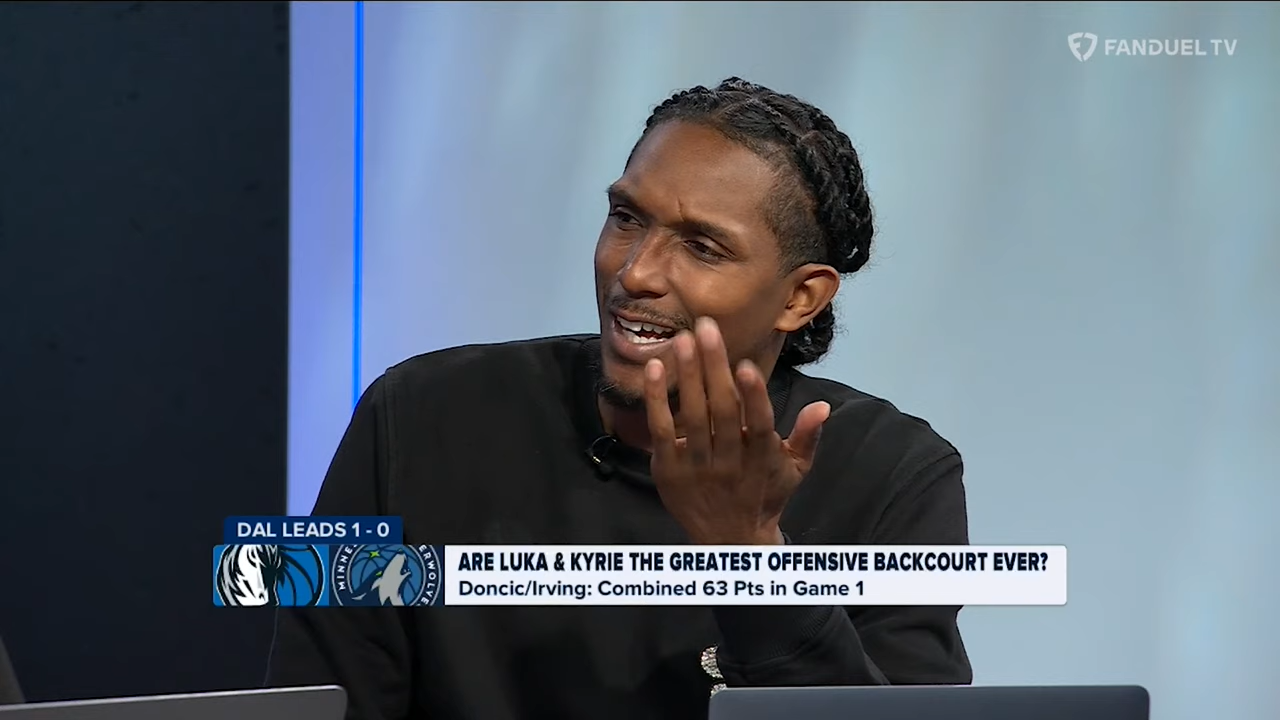 FANDUEL TV
DAL LEADS 1 - 0
ARE LUKA & KYRIE THE GREATEST OFFENSIVE BACKCOURT EVER?
Doncic/Irving: Combined 63 Pts in Game 1